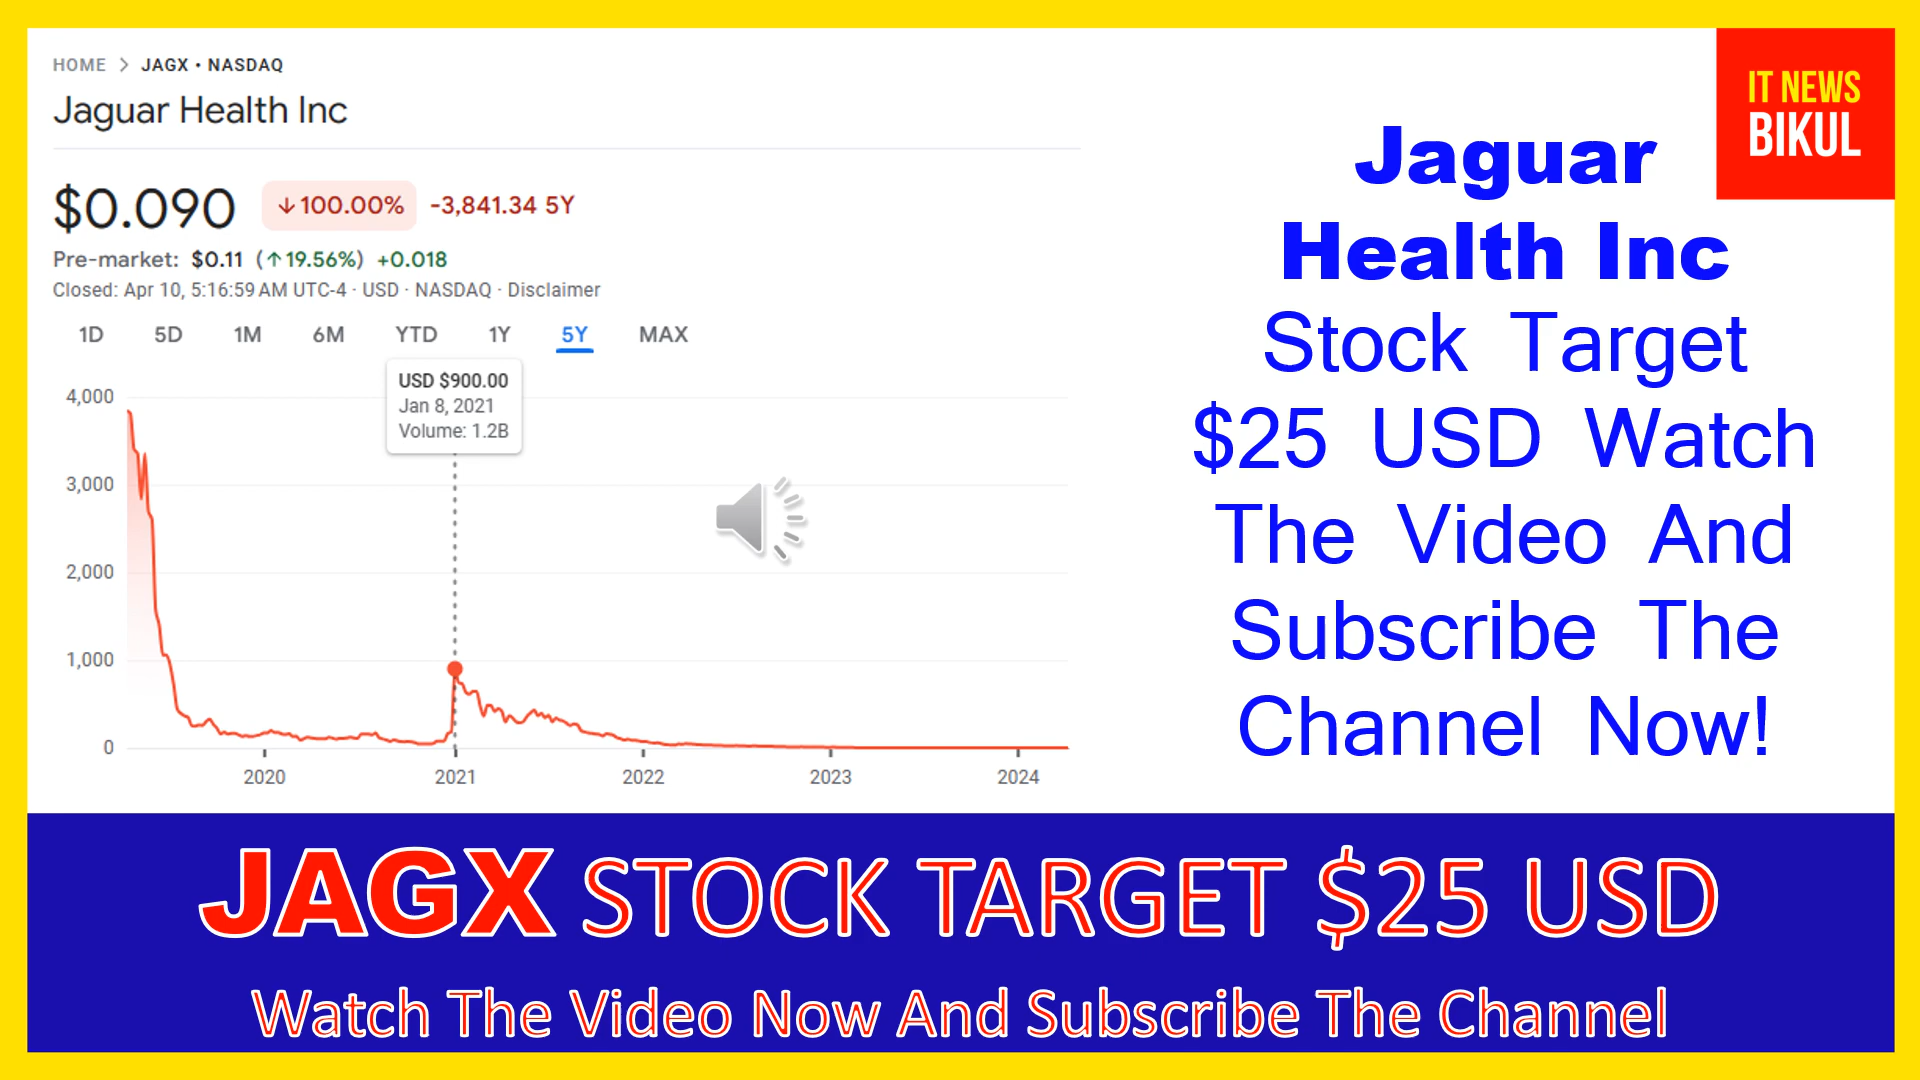 HOME > JAGX • NASDAQ
Jaguar Health Inc
$0.090 ↓100.00% -3,841.34 5Y
Pre-market: $0.11 (↑19.56%) +0.018
Closed: Apr 10, 5:16:59 AM UTC-4 · USD · NASDAQ · Disclaimer
1D 5D 1M 6M YTD 1Y 5Y MAX
USD $900.00
Jan 8, 2021
Volume: 1.2B
4,000
3,000
2,000
1,000
0
2020 2021 2022 2023 2024
IT NEWS
BIKUL
Jaguar
Health Inc
Stock Target
$25 USD Watch
The Video And
Subscribe The
Channel Now!
JAGX STOCK TARGET $25 USD
Watch The Video Now And Subscribe The Channel